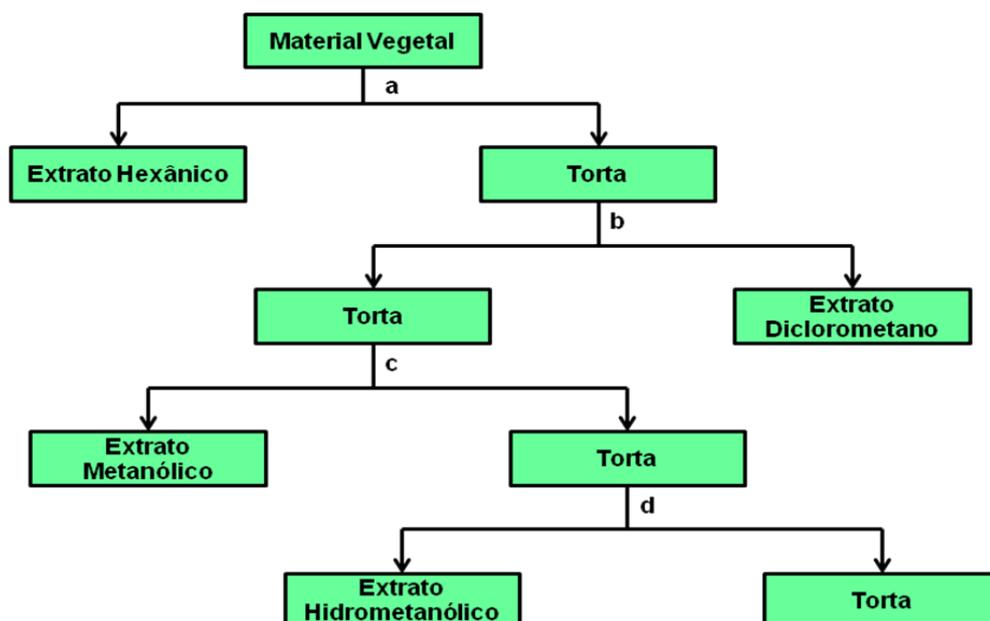 Material Vegetal
a
Extrato Hexânico
Torta
b
Torta
Extrato
Diclorometano
c
Extrato
Metanólico
Torta
d
Extrato
Hidrometanólico
Torta